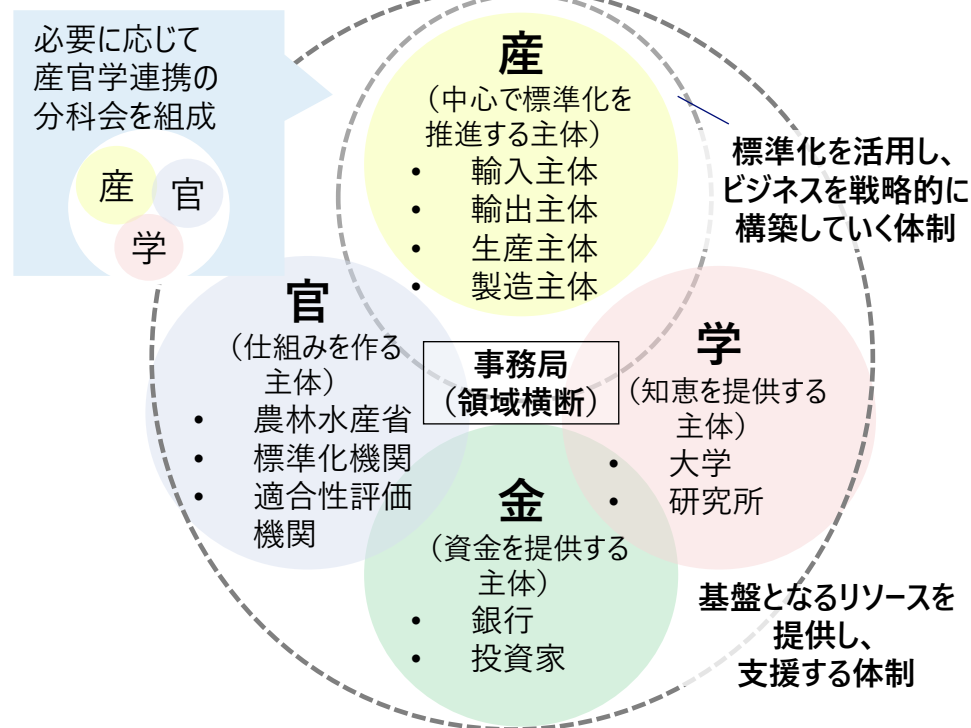 必要に応じて
産官学連携の
分科会を組成
産
官
学
産
（中心で標準化を
推進する主体）
• 輸入主体
• 輸出主体
• 生産主体
• 製造主体
標準化を活用し、
ビジネスを戦略的に
構築していく体制
官
（仕組みを作る
主体）
• 農林水産省
• 標準化機関
• 適合性評価
機関
事務局
（領域横断）
学
（知恵を提供する
主体）
• 大学
• 研究所
金
（資金を提供する
主体）
• 銀行
• 投資家
基盤となるリソースを
提供し、
支援する体制